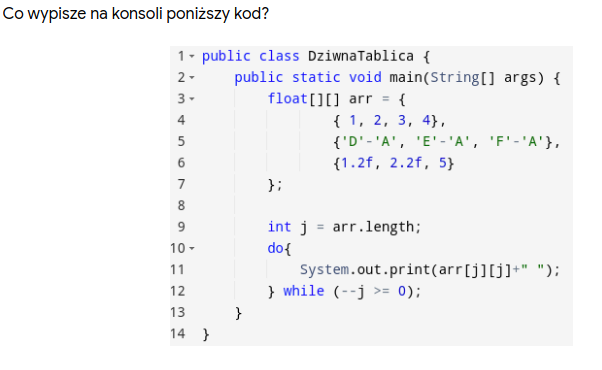 Co wypisze na konsoli poniższy kod?
1 public class DziwnaTablica {
2 public static void main(String[] args) {
3 float[][] arr = {
4 { 1, 2, 3, 4},
5 {'D'-'A', 'E'-'A', 'F'-'A'},
6 {1.2f, 2.2f, 5}
7 };
8
9 int j = arr.length;
10 do{
11 System.out.print(arr[j][j]+" ");
12 } while (--j >= 0);
13 }
14 }